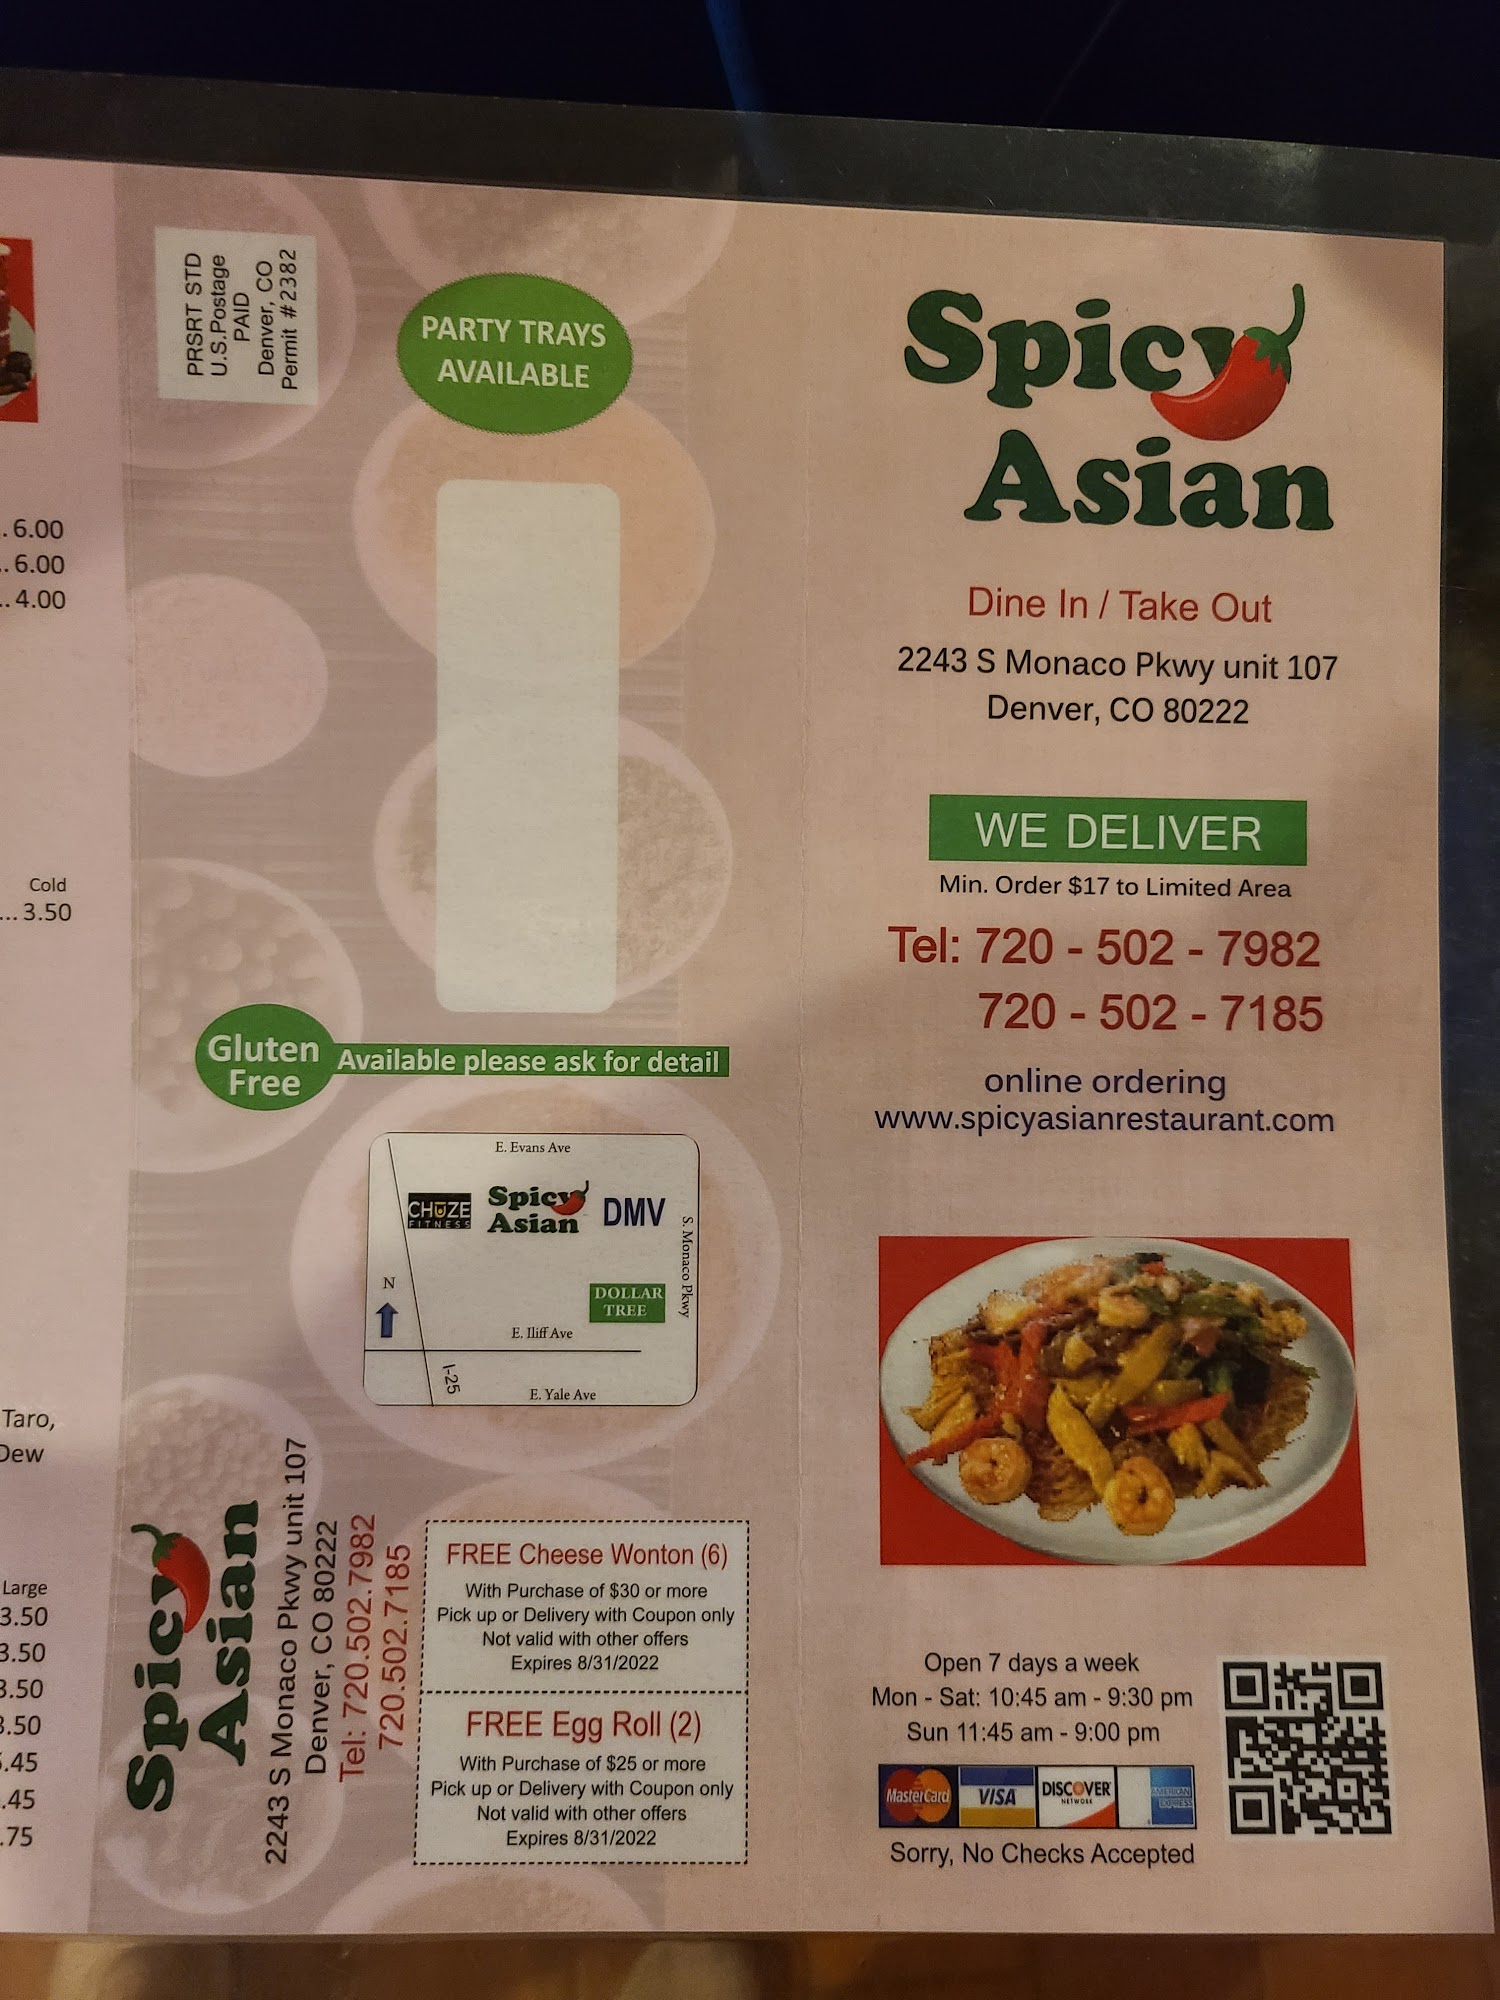 .. 6.00
.. 6.00
.. 4.00
Cold
... 3.50
Taro,
Dew
Large
3.50
3.50
3.50
3.50
.45
.45
.75
PRSRT STD
U.S.Postage
PAID
Denver, CO
Permit #2382
PARTY TRAYS
AVAILABLE
Gluten
Free
Available please ask for detail
E. Evans Ave
CHUZE
FITNESS
Spicy
Asian
DMV
S. Monaco Pkwy
N
DOLLAR
TREE
E. Iliff Ave
I-25
E. Yale Ave
Spicy
Asian
2243 S Monaco Pkwy unit 107
Denver, CO 80222
Tel: 720.502.7982
720.502.7185
FREE Cheese Wonton (6)
With Purchase of $30 or more
Pick up or Delivery with Coupon only
Not valid with other offers
Expires 8/31/2022
FREE Egg Roll (2)
With Purchase of $25 or more
Pick up or Delivery with Coupon only
Not valid with other offers
Expires 8/31/2022
Spicy
Asian
Dine In / Take Out
2243 S Monaco Pkwy unit 107
Denver, CO 80222
WE DELIVER
Min. Order $17 to Limited Area
Tel: 720 - 502 - 7982
720 - 502 - 7185
online ordering
www.spicyasianrestaurant.com
Open 7 days a week
Mon - Sat: 10:45 am - 9:30 pm
Sun 11:45 am - 9:00 pm
MasterCard
VISA
DISCOVER
NETWORK
AMERICAN
EXPRESS
Sorry, No Checks Accepted